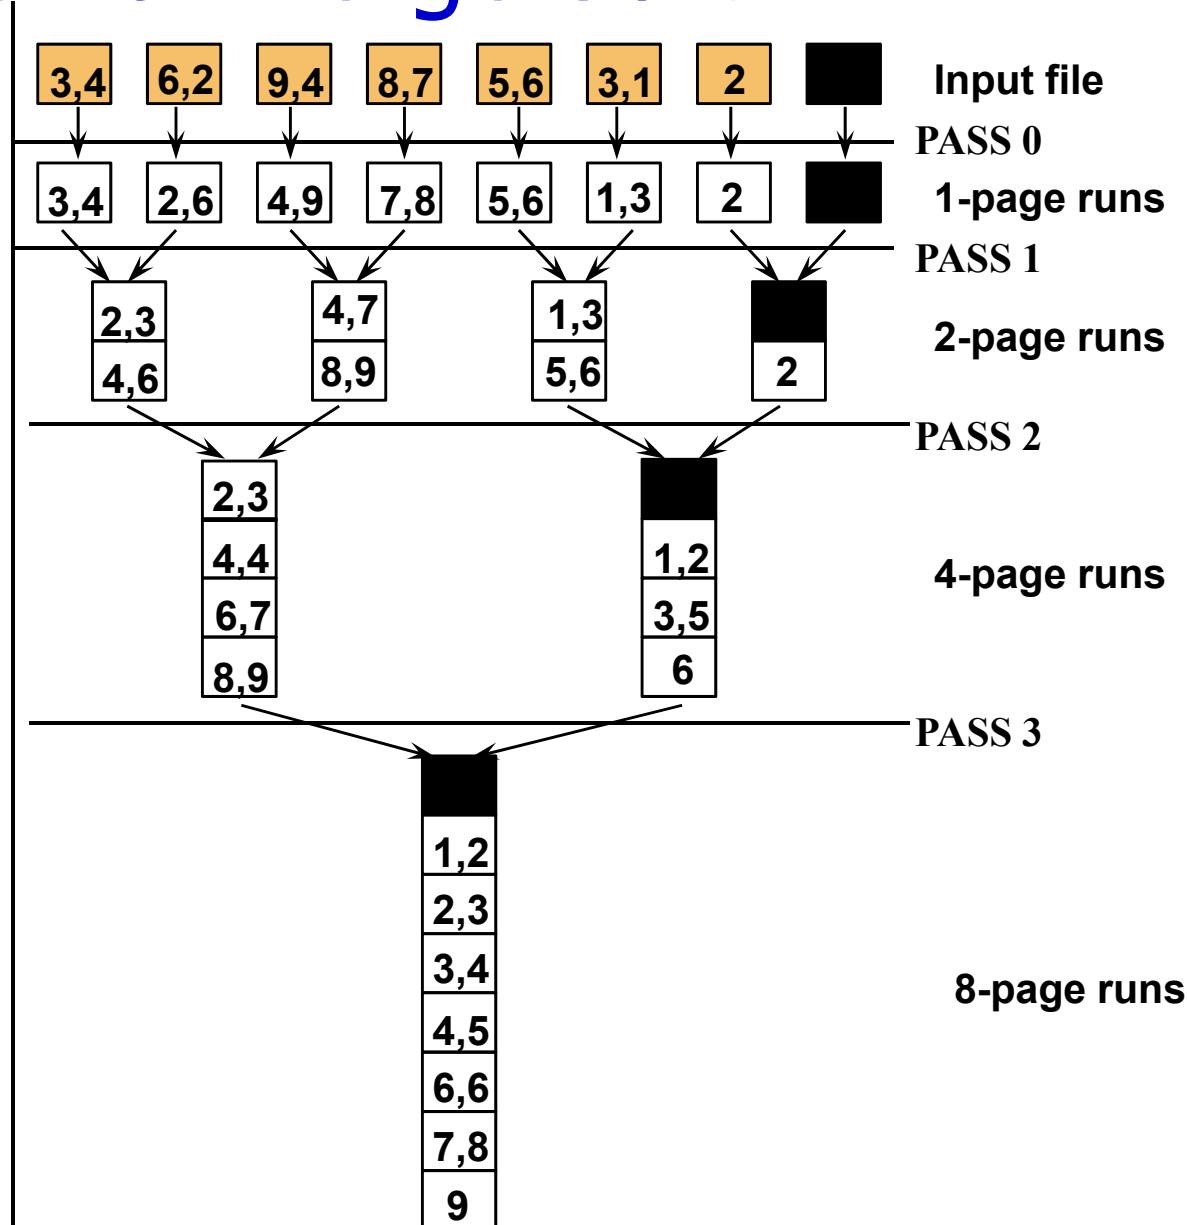 3,4 6,2 9,4 8,7 5,6 3,1 2 Input file
PASS 0
3,4 2,6 4,9 7,8 5,6 1,3 2 1-page runs
PASS 1
2,3 4,7 1,3 2-page runs
4,6 8,9 5,6 2
PASS 2
2,3
4,4 1,2 4-page runs
6,7 3,5
8,9 6
PASS 3
1,2
2,3
3,4
4,5 8-page runs
6,6
7,8
9